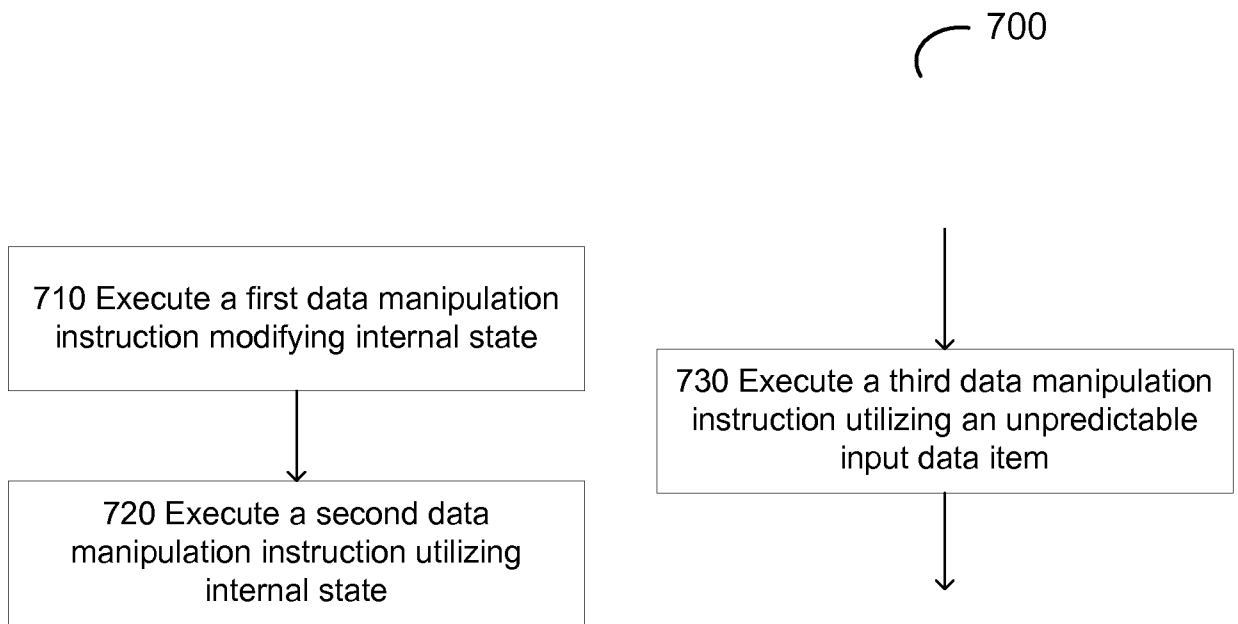 700
710 Execute a first data manipulation
instruction modifying internal state
730 Execute a third data manipulation
instruction utilizing an unpredictable
input data item
720 Execute a second data
manipulation instruction utilizing
internal state